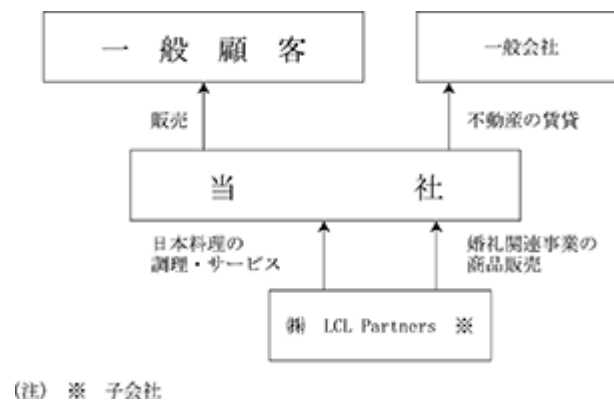 一般顧客
一般会社
販売
不動産の賃貸
当社
日本料理の
調理・サービス
婚礼関連事業の
商品販売
㈱ LCL Partners ※
(注) ※ 子会社